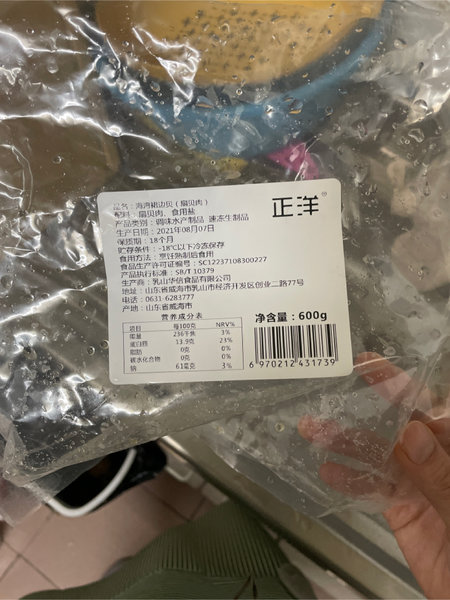 正洋
品名：海湾裙边贝（扇贝肉）
配料：扇贝肉、食用盐
产品类别：调味水产制品 速冻生制品
生产日期：2021年08月07日
保质期：18个月
贮存条件：-18℃以下冷冻保存
食用方法：烹饪熟制后食用
食品生产许可证编号：SC12237108300227
产品执行标准：SB/T 10379
生产商：乳山华信食品有限公司
地址：山东省威海市乳山市经济开发区创业二路77号
电话：0631-6283777
产地：山东省威海市
营养成分表
项目 每100克 NRV%
能量 236千焦 3%
蛋白质 13.9克 23%
脂肪 0克 0%
碳水化合物 0克 0%
钠 61毫克 3%
净含量：600g
6970212431739